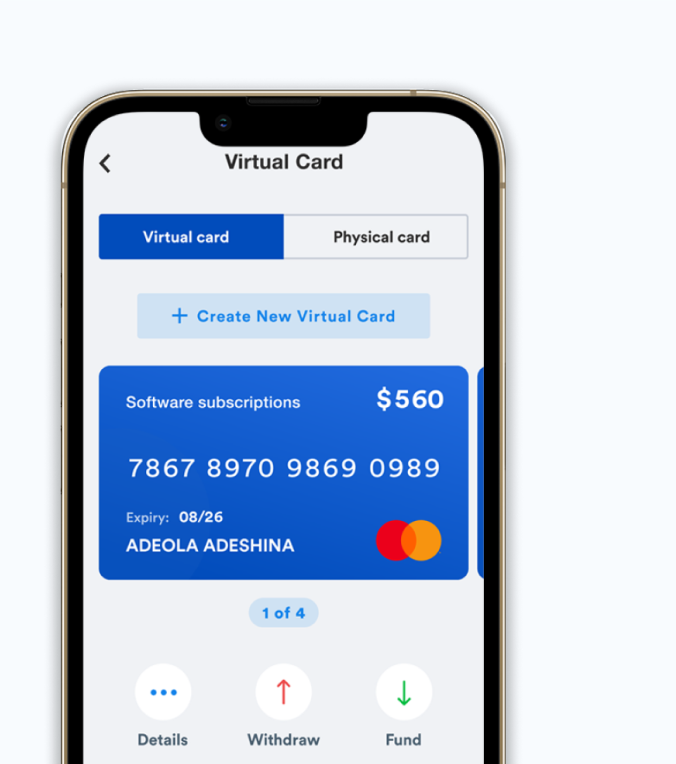 Virtual Card
Virtual card
Physical card
+ Create New Virtual Card
Software subscriptions $560
7867 8970 9869 0989
Expiry: 08/26
ADEOLA ADESHINA
1 of 4
Details Withdraw Fund